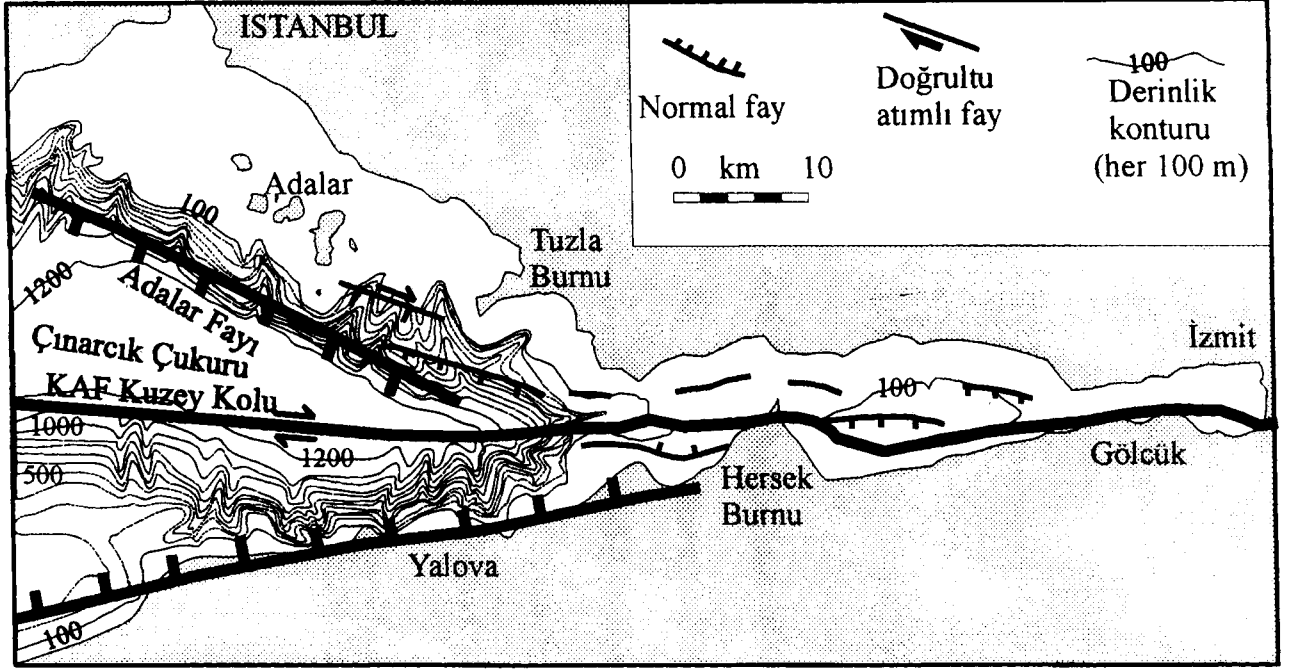 ISTANBUL
Normal fay
Doğrultu
atımlı fay
100
Derinlik
konturu
(her 100 m)
0 km 10
Adalar
100
Tuzla
Burnu
1200
Adalar Fayı
Çınarcık Çukuru
KAF Kuzey Kolu
İzmit
100
1000
1200
500
Gölcük
Hersek
Burnu
Yalova
100